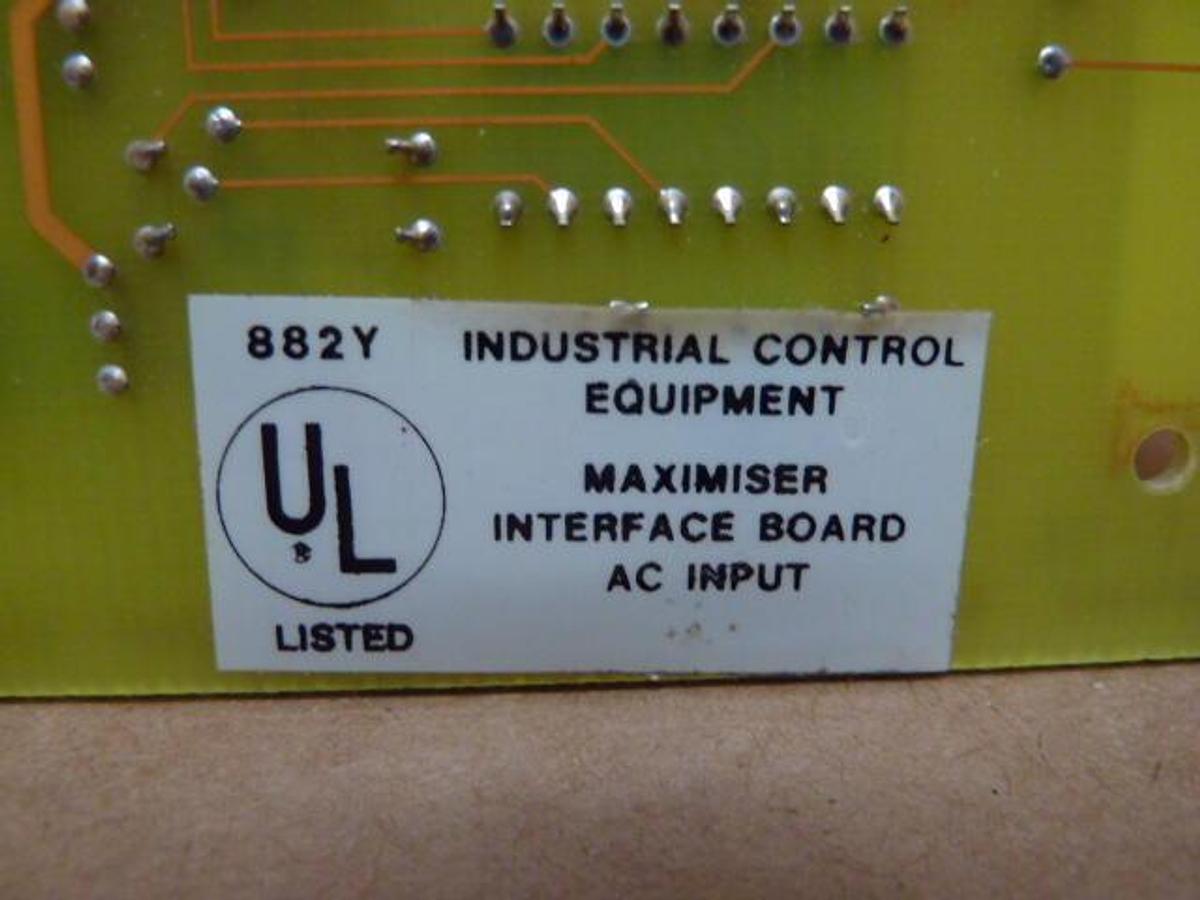 882Y
INDUSTRIAL CONTROL
EQUIPMENT
UL
®
LISTED
MAXIMISER
INTERFACE BOARD
AC INPUT